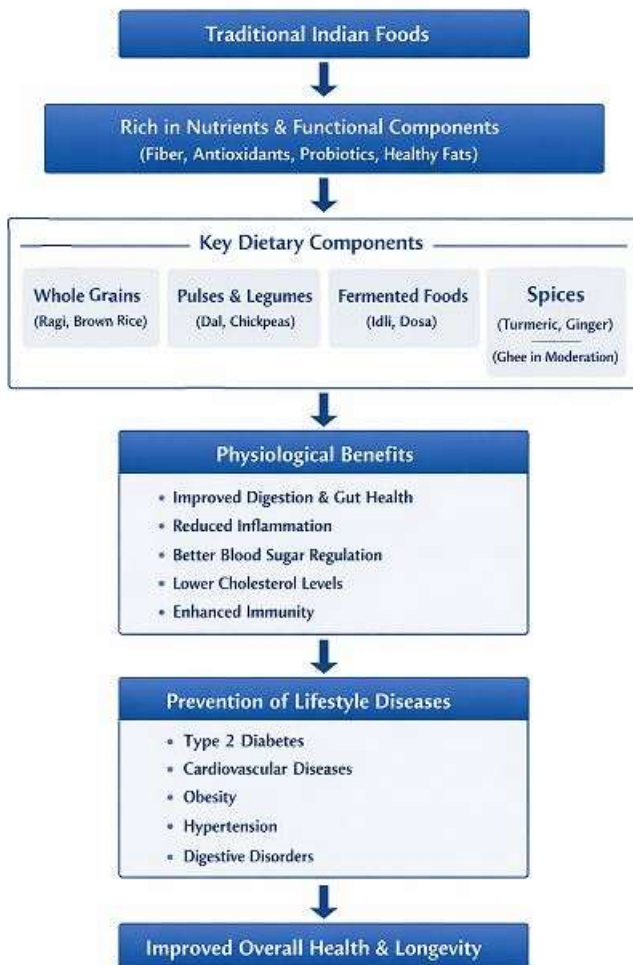 Traditional Indian Foods
Rich in Nutrients & Functional Components
(Fiber, Antioxidants, Probiotics, Healthy Fats)
Key Dietary Components
Whole Grains
(Ragi, Brown Rice)
Pulses & Legumes
(Dal, Chickpeas)
Fermented Foods
(Idli, Dosa)
Spices
(Turmeric, Ginger)
(Ghee in Moderation)
Physiological Benefits
• Improved Digestion & Gut Health
• Reduced Inflammation
• Better Blood Sugar Regulation
• Lower Cholesterol Levels
• Enhanced Immunity
Prevention of Lifestyle Diseases
• Type 2 Diabetes
• Cardiovascular Diseases
• Obesity
• Hypertension
• Digestive Disorders
Improved Overall Health & Longevity